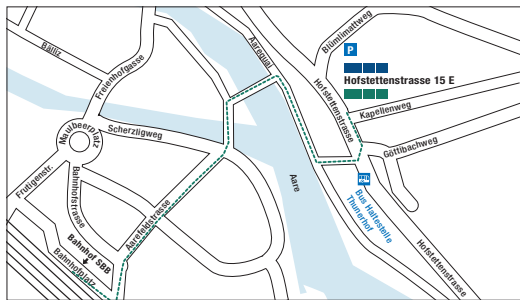 Bälliz
Freienhofgasse
Aarequai
Blümlimattweg
P
Hofstettenstrasse 15 E
Hofstettenstrasse
Kapellenweg
Göttibachweg
Scherzligweg
Maulbeerplatz
Frutigenstr.
Bahnhofstrasse
Aarefeldstrasse
Aare
Bus Haltestelle
Thunerhof
Hofstettenstrasse
Bahnhof SBB
Bahnhofplatz